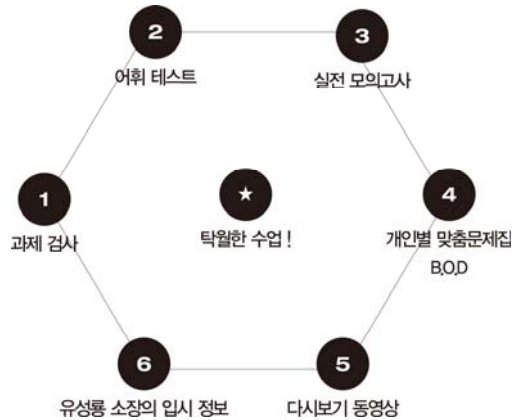 2
어휘 테스트
3
실전 모의고사
1
과제 검사
★
탁월한 수업 !
4
개인별 맞춤문제집
B.O.D
6
유성룡 소장의 입시 정보
5
다시보기 동영상